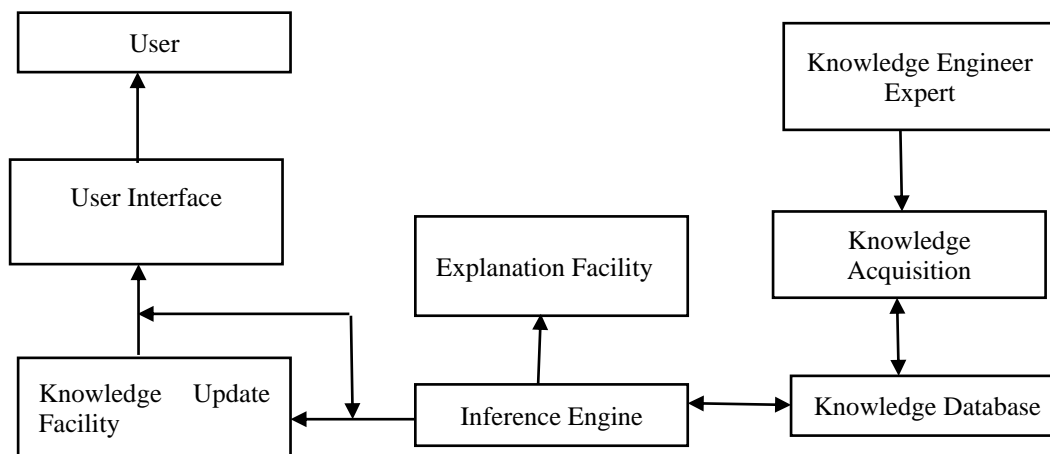 User
Knowledge Engineer
Expert
User Interface
Knowledge
Acquisition
Explanation Facility
Knowledge Update
Facility
Inference Engine
Knowledge Database